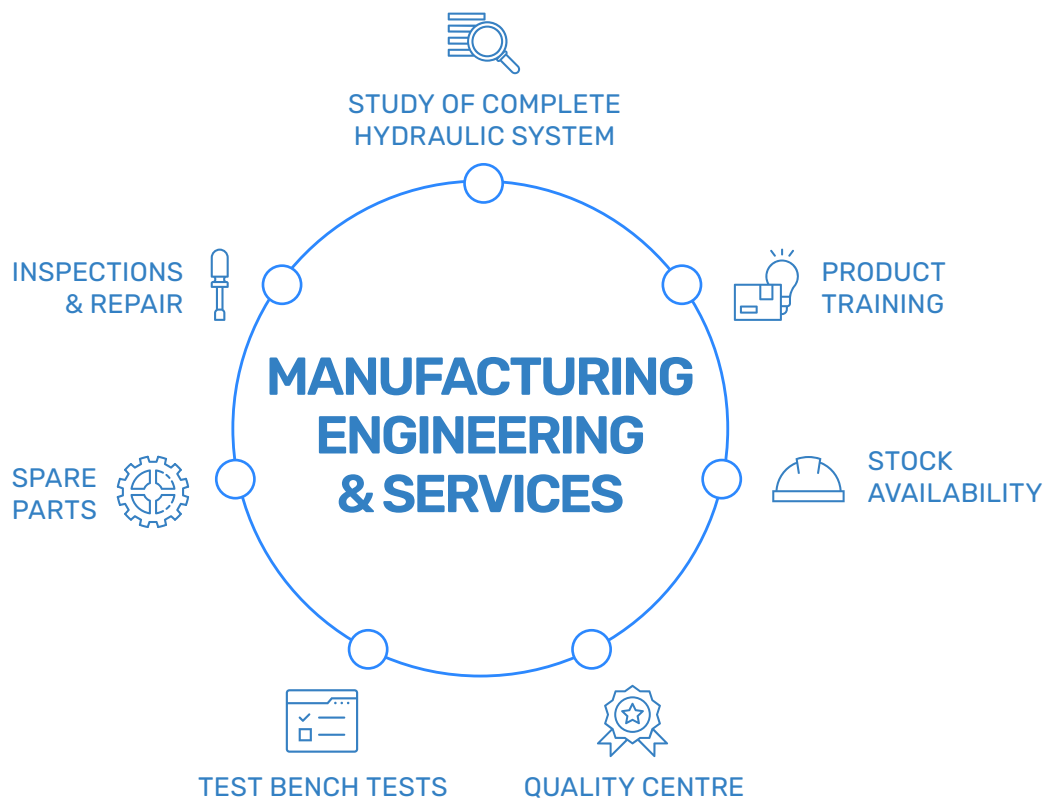 STUDY OF COMPLETE
HYDRAULIC SYSTEM
INSPECTIONS
& REPAIR
PRODUCT
TRAINING
MANUFACTURING
ENGINEERING
& SERVICES
SPARE
PARTS
STOCK
AVAILABILITY
TEST BENCH TESTS
QUALITY CENTRE